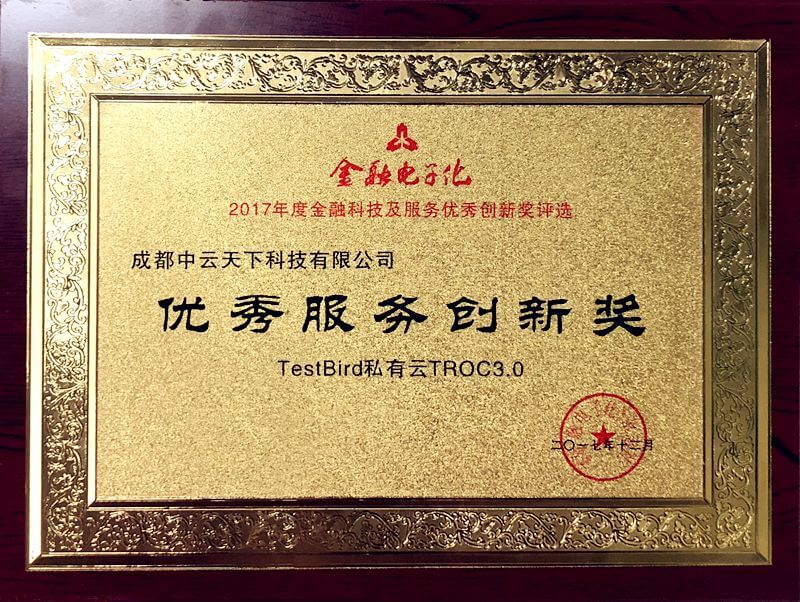 金融电子化
2017年度金融科技及服务优秀创新奖评选
成都中云天下科技有限公司
优秀服务创新奖
TestBird私有云TROC3.0
二〇一七年十二月